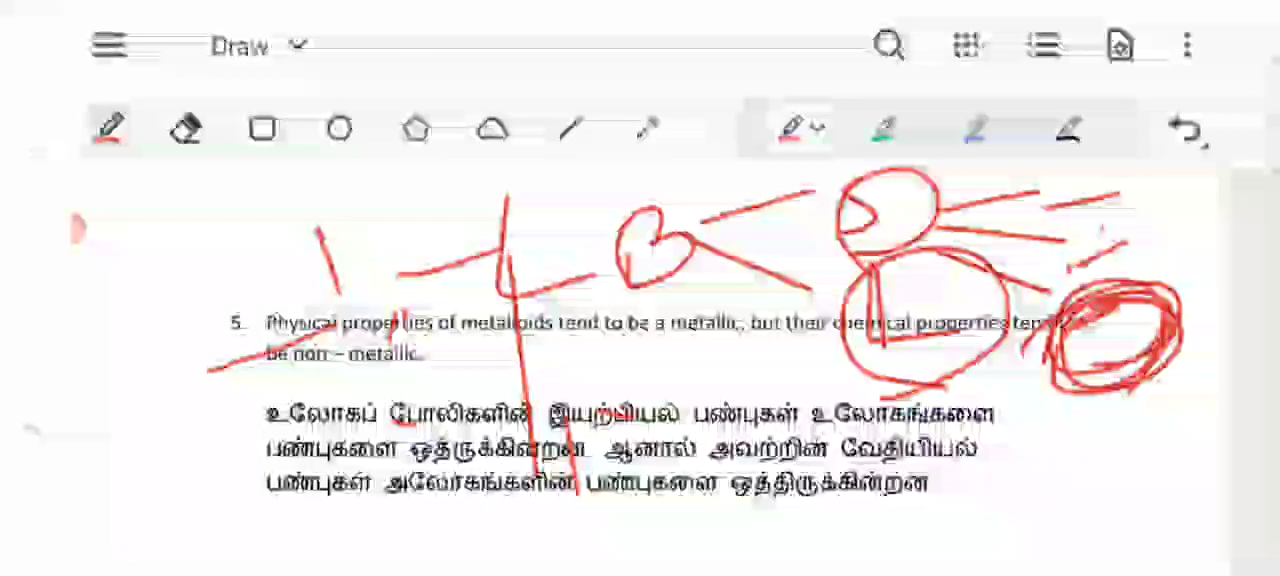 Draw
5. Physical properties of metalloids tend to be a metallic, but their chemical properties tend
be non – metallic.
உலோகப் போலிகளின் இயற்பியல் பண்புகள் உலோகங்களை
பண்புகளை ஒத்ருக்கின்றன ஆனால் அவற்றின் வேதியியல்
பண்புகள் அலோகங்களின் பண்புகளை ஒத்திருக்கின்றன